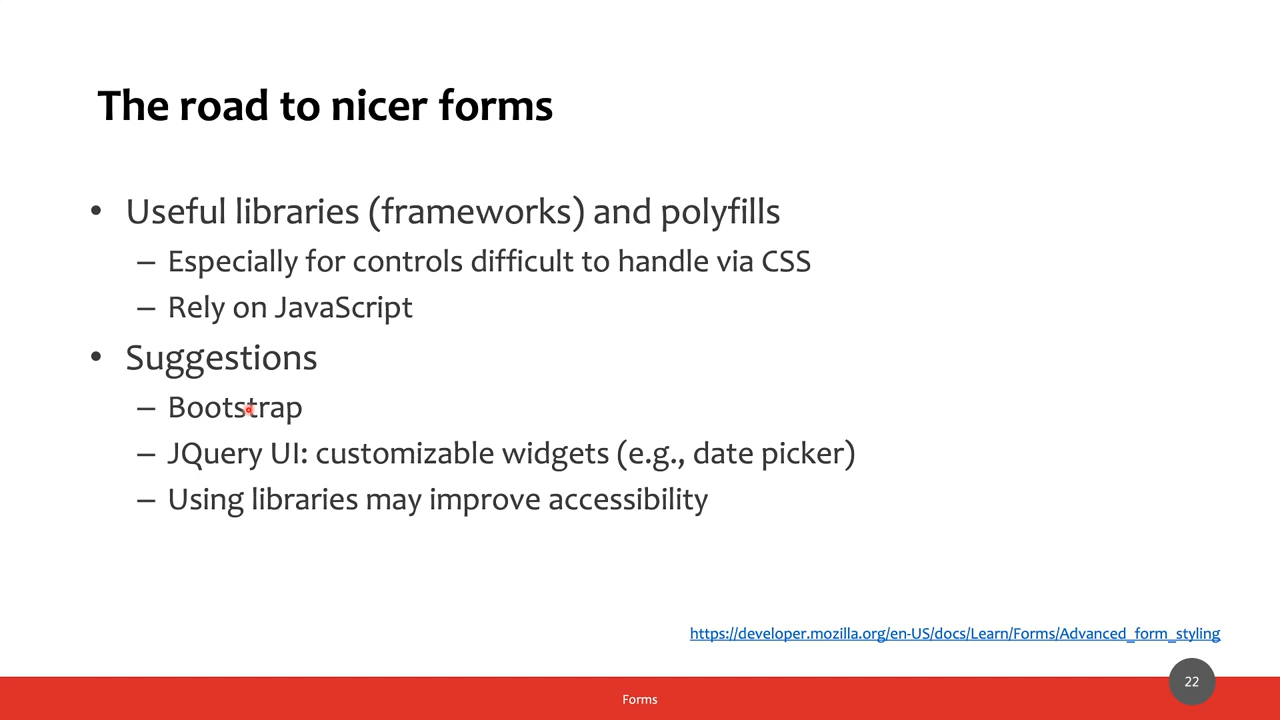 The road to nicer forms
• Useful libraries (frameworks) and polyfills
– Especially for controls difficult to handle via CSS
– Rely on JavaScript
• Suggestions
– Bootstrap
– JQuery UI: customizable widgets (e.g., date picker)
– Using libraries may improve accessibility
https://developer.mozilla.org/en-US/docs/Learn/Forms/Advanced_form_styling
22
Forms